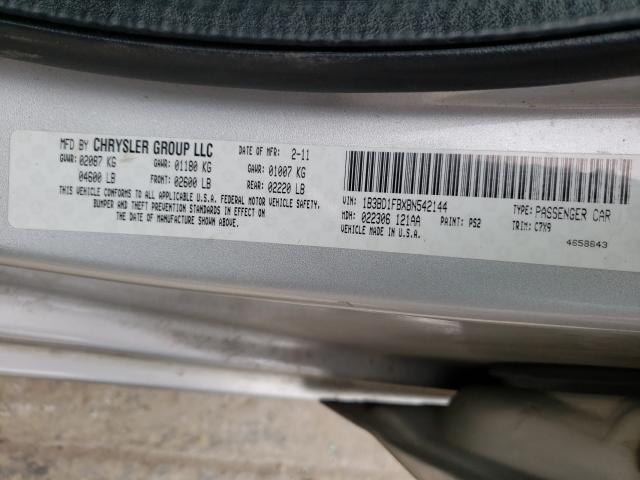 MFD BY CHRYSLER GROUP LLC DATE OF MFR: 2-11
GVWR: 02087 KG GAWR: 01180 KG GAWR: 01007 KG
04600 LB FRONT: 02600 LB REAR: 02220 LB
THIS VEHICLE CONFORMS TO ALL APPLICABLE U.S.A. FEDERAL MOTOR VEHICLE SAFETY,
BUMPER AND THEFT PREVENTION STANDARDS IN EFFECT ON
THE DATE OF MANUFACTURE SHOWN ABOVE.
VIN: 1B3BD1FBXBN542144 TYPE: PASSENGER CAR
MDH: 022306 121AA PAINT: PS2 TRIM: C7X9
VEHICLE MADE IN U.S.A. 4658643